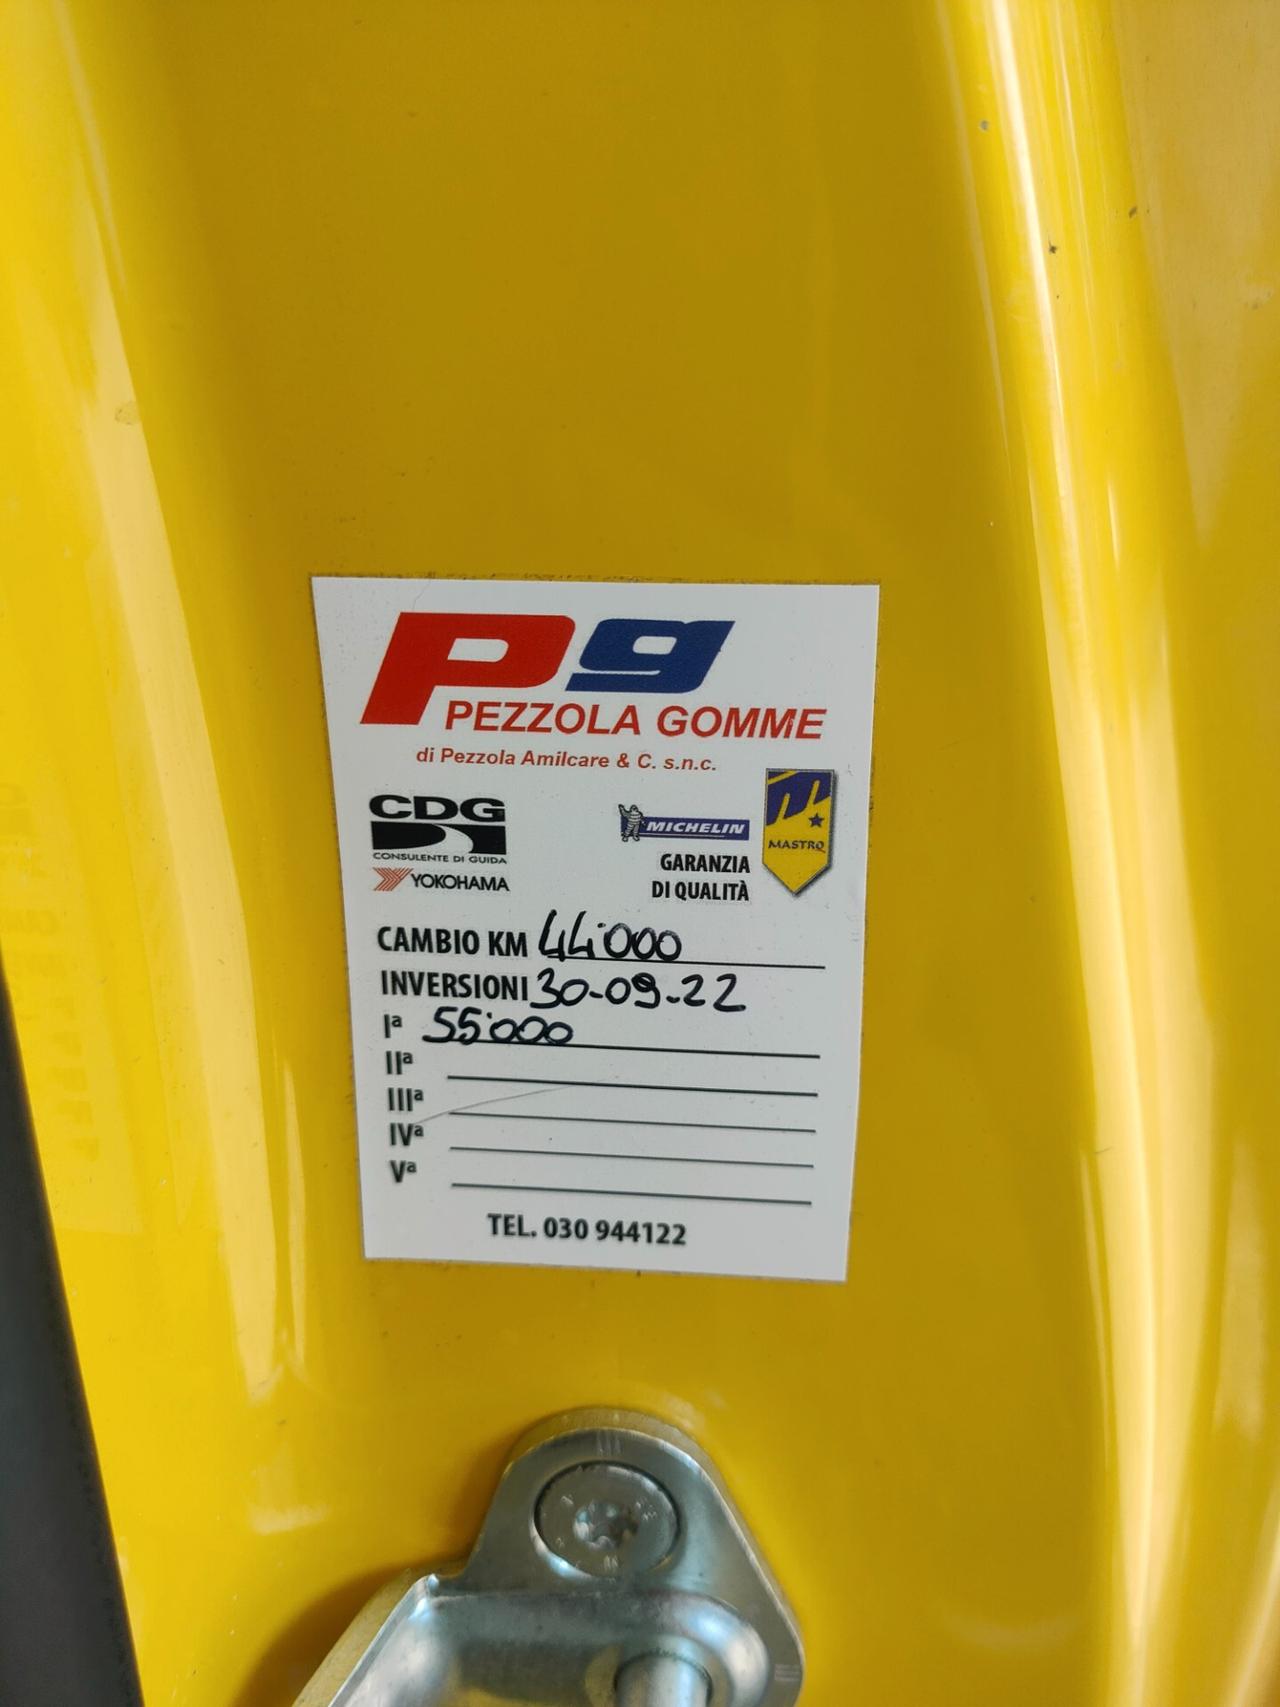 Pg
PEZZOLA GOMME
di Pezzola Amilcare & C. s.n.c.
CDG
CONSULENTE DI GUIDA
YOKOHAMA
MICHELIN
GARANZIA
DI QUALITÀ
MASTRO
CAMBIO KM 44'000
INVERSIONI 30-09-22
Iª 55'000
IIª
IIIª
IVª
Vª
TEL. 030 944122